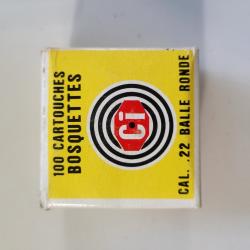 100 CARTOUCHES
BOSQUETTES
Ci
CAL. .22 BALLE RONDE